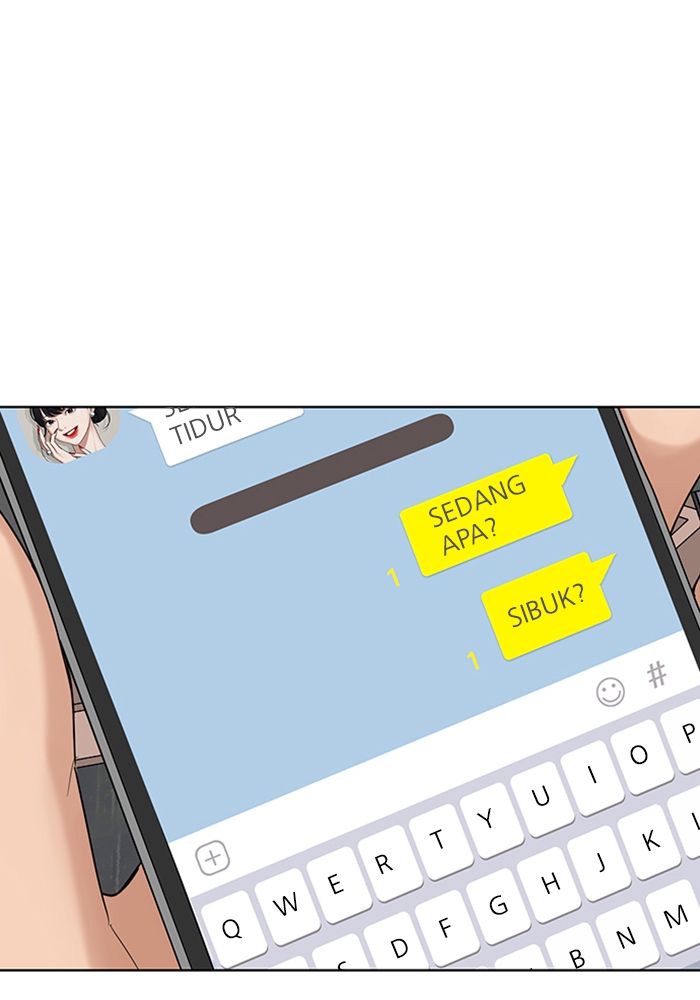 TIDUR
SEDANG
APA?
1
SIBUK?
1
#
Q W E R T Y U I O P
S D F G H J K
B N M